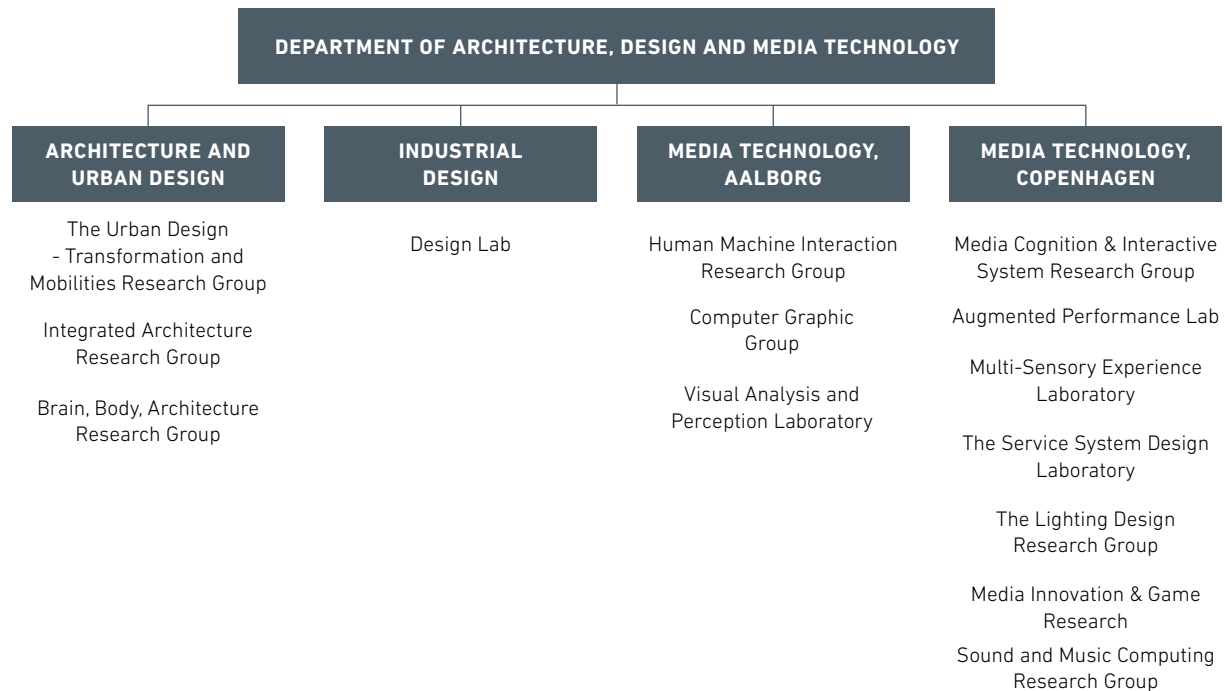 DEPARTMENT OF ARCHITECTURE, DESIGN AND MEDIA TECHNOLOGY
ARCHITECTURE AND
URBAN DESIGN
The Urban Design
- Transformation and
Mobilities Research Group
Integrated Architecture
Research Group
Brain, Body, Architecture
Research Group
INDUSTRIAL
DESIGN
Design Lab
MEDIA TECHNOLOGY,
AALBORG
Human Machine Interaction
Research Group
Computer Graphic
Group
Visual Analysis and
Perception Laboratory
MEDIA TECHNOLOGY,
COPENHAGEN
Media Cognition & Interactive
System Research Group
Augmented Performance Lab
Multi-Sensory Experience
Laboratory
The Service System Design
Laboratory
The Lighting Design
Research Group
Media Innovation & Game
Research
Sound and Music Computing
Research Group